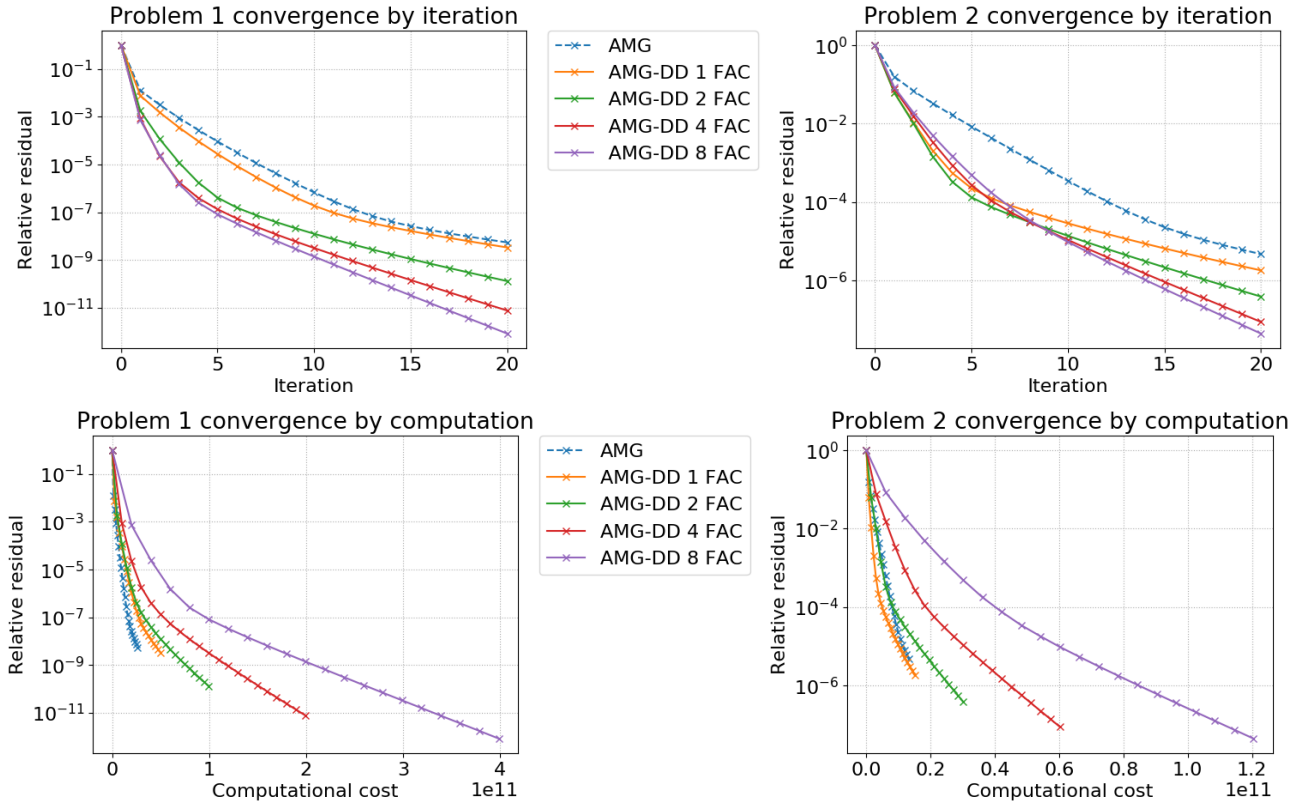 Problem 1 convergence by iteration
Relative residual
10⁻¹
10⁻³
10⁻⁵
10⁻⁷
10⁻⁹
10⁻¹¹
0 5 10 15 20
Iteration
AMG
AMG-DD 1 FAC
AMG-DD 2 FAC
AMG-DD 4 FAC
AMG-DD 8 FAC
Problem 2 convergence by iteration
Relative residual
10⁰
10⁻²
10⁻⁴
10⁻⁶
0 5 10 15 20
Iteration
Problem 1 convergence by computation
Relative residual
10⁻¹
10⁻³
10⁻⁵
10⁻⁷
10⁻⁹
10⁻¹¹
0 1 2 3 4
1e11
Computational cost
AMG
AMG-DD 1 FAC
AMG-DD 2 FAC
AMG-DD 4 FAC
AMG-DD 8 FAC
Problem 2 convergence by computation
Relative residual
10⁰
10⁻²
10⁻⁴
10⁻⁶
0.0 0.2 0.4 0.6 0.8 1.0 1.2
1e11
Computational cost